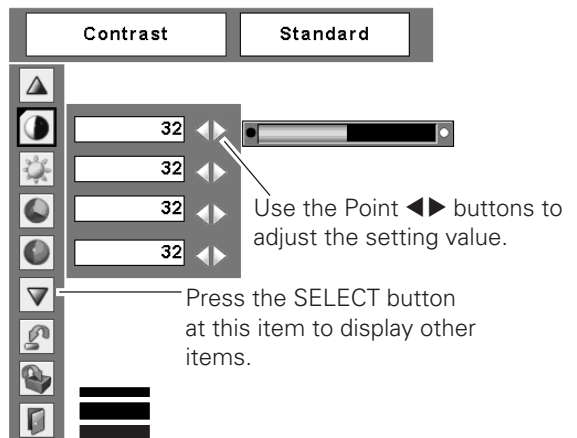 Contrast Standard
32
32
32
32
Use the Point ◀▶ buttons to
adjust the setting value.
Press the SELECT button
at this item to display other
items.